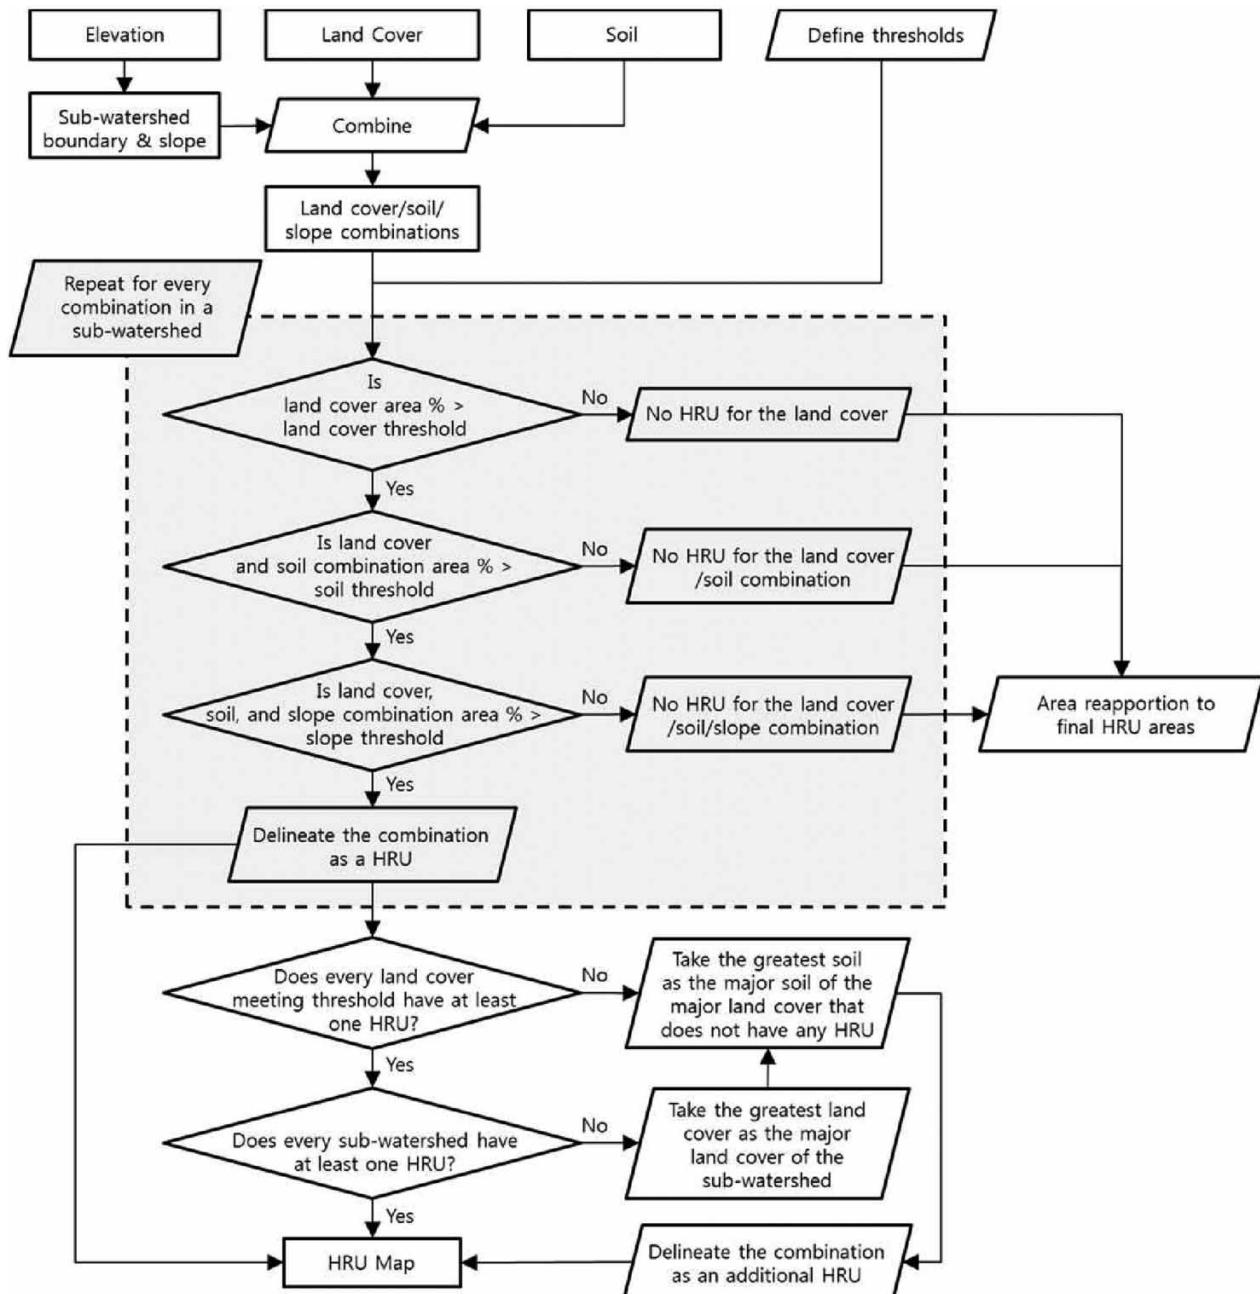 Elevation
Land Cover
Soil
Define thresholds
Sub-watershed
boundary & slope
Combine
Land cover/soil/
slope combinations
Repeat for every
combination in a
sub-watershed
Is
land cover area % >
land cover threshold
No
No HRU for the land cover
Yes
Is land cover
and soil combination area % >
soil threshold
No
No HRU for the land cover
/soil combination
Yes
Is land cover,
soil, and slope combination area % >
slope threshold
No
No HRU for the land cover
/soil/slope combination
Area reapportion to
final HRU areas
Yes
Delineate the combination
as a HRU
Does every land cover
meeting threshold have at least
one HRU?
No
Take the greatest soil
as the major soil of the
major land cover that
does not have any HRU
Yes
Does every sub-watershed have
at least one HRU?
No
Take the greatest land
cover as the major
land cover of the
sub-watershed
Yes
HRU Map
Delineate the combination
as an additional HRU